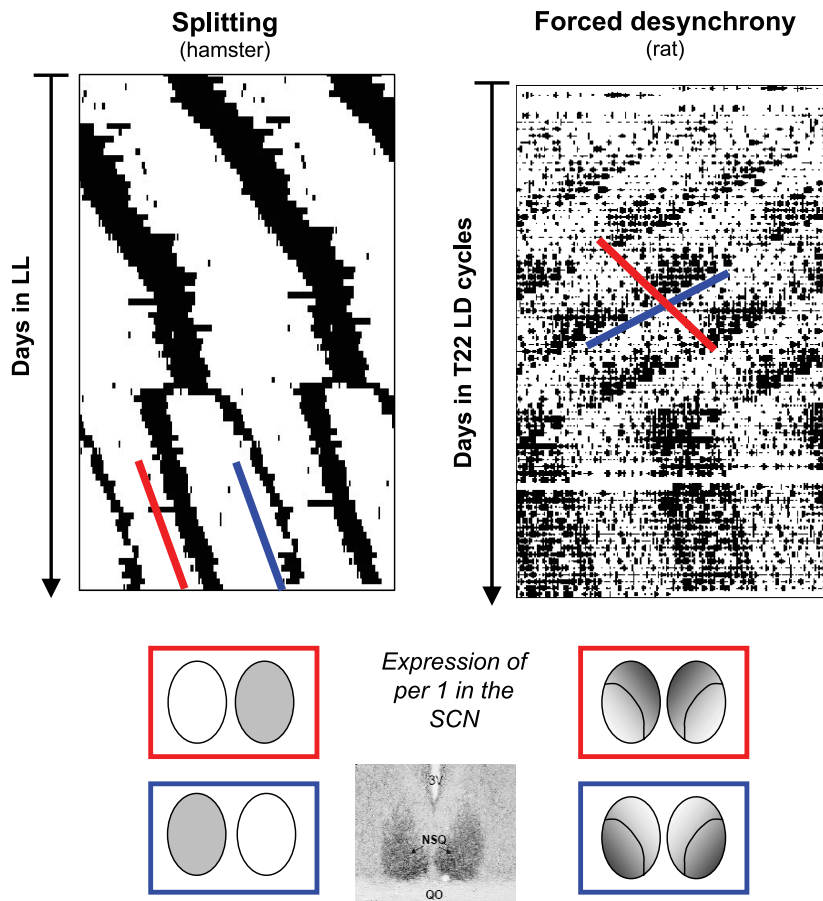 Splitting
(hamster)
Forced desynchrony
(rat)
Days in LL
Days in T22 LD cycles
Expression of
per 1 in the
SCN
3V
NSQ
QO